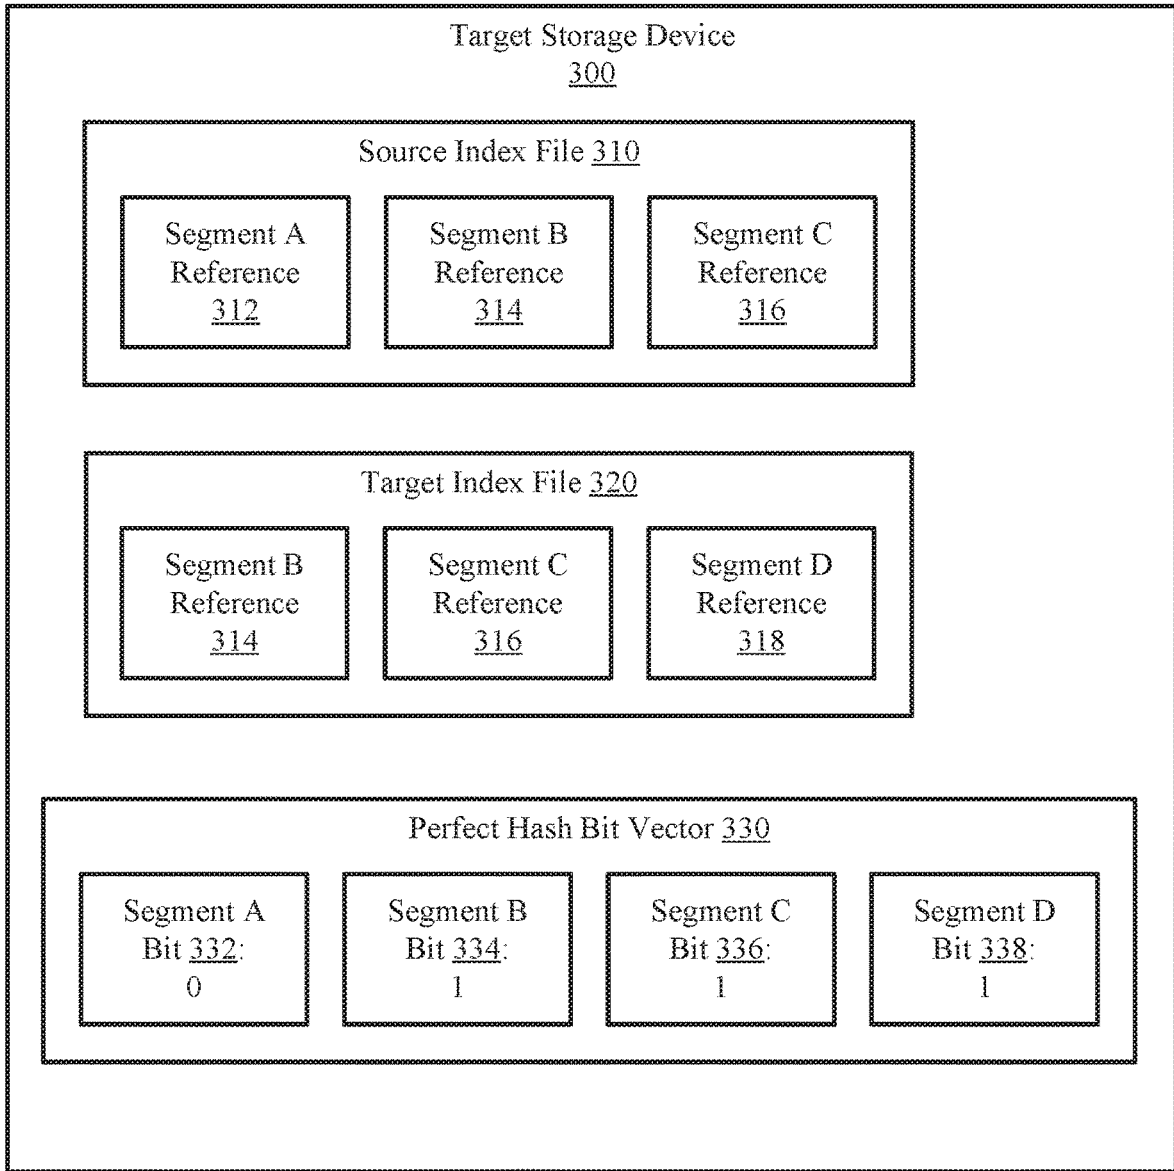 Target Storage Device
300
Source Index File 310
Segment A
Reference
312
Segment B
Reference
314
Segment C
Reference
316
Target Index File 320
Segment B
Reference
314
Segment C
Reference
316
Segment D
Reference
318
Perfect Hash Bit Vector 330
Segment A
Bit 332:
0
Segment B
Bit 334:
1
Segment C
Bit 336:
1
Segment D
Bit 338:
1